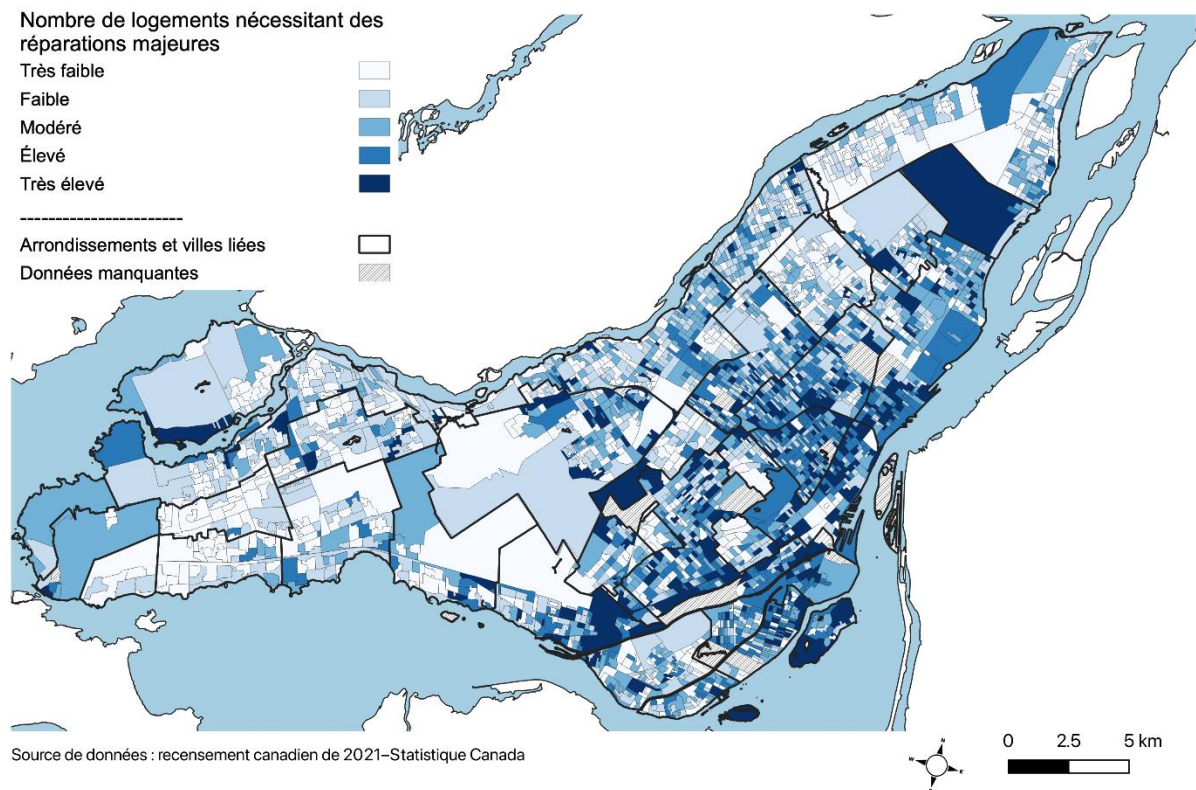 Nombre de logements nécessitant des
réparations majeures
Très faible
Faible
Modéré
Élevé
Très élevé
-----------------------
Arrondissements et villes liées
Données manquantes
Source de données : recensement canadien de 2021–Statistique Canada
N
W
E
0 2.5 5 km